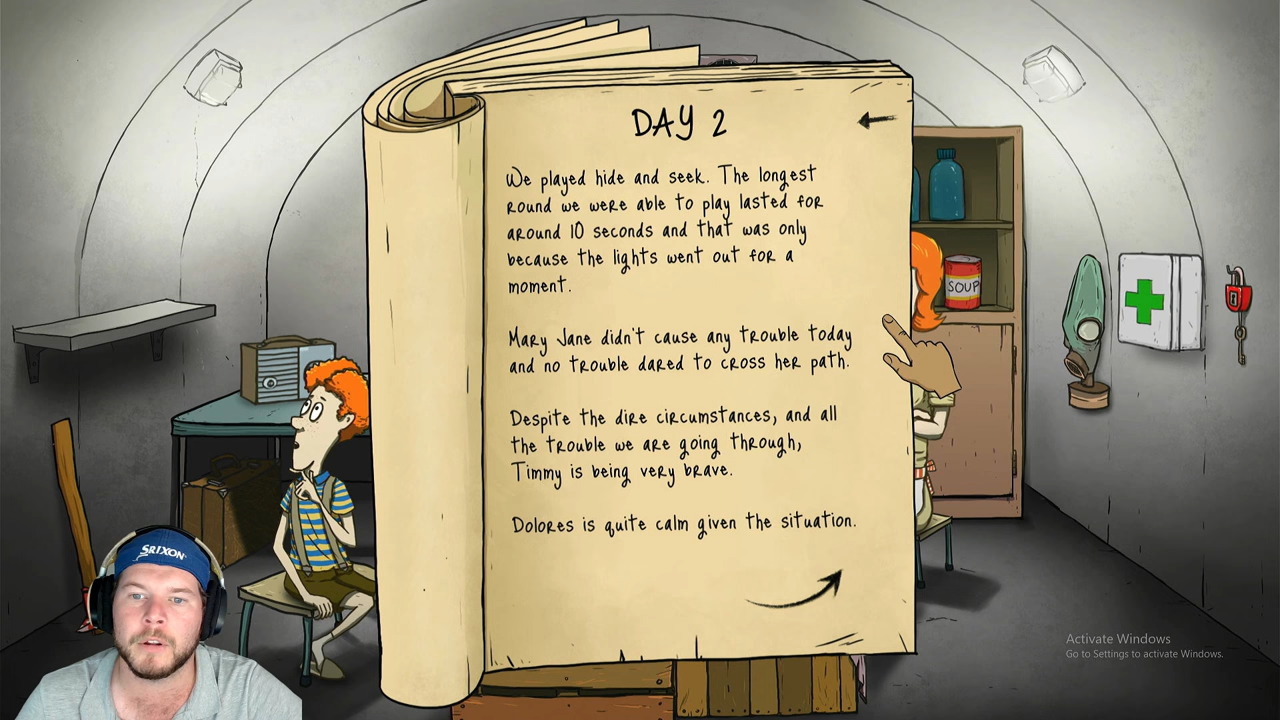 DAY 2
We played hide and seek. The longest
round we were able to play lasted for
around 10 seconds and that was only
because the lights went out for a
moment.
Mary Jane didn't cause any trouble today
and no trouble dared to cross her path.
Despite the dire circumstances, and all
the trouble we are going through,
Timmy is being very brave.
Dolores is quite calm given the situation.
SOUP
SRIXON
Activate Windows
Go to Settings to activate Windows.